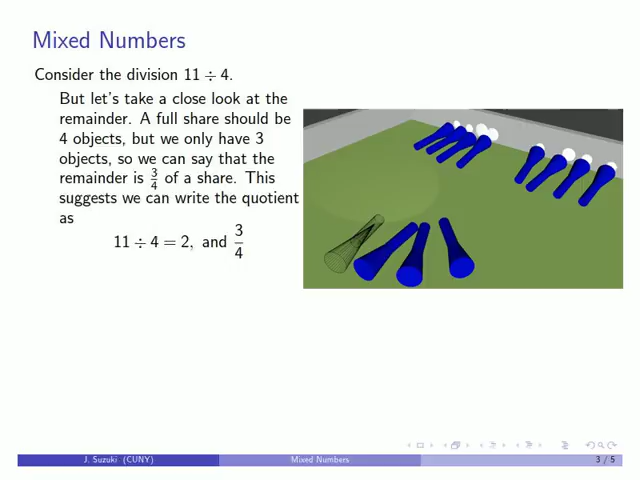 Mixed Numbers
Consider the division 11 ÷ 4.
But let's take a close look at the
remainder. A full share should be
4 objects, but we only have 3
objects, so we can say that the
remainder is 3/4 of a share. This
suggests we can write the quotient
as
11 ÷ 4 = 2, and 3/4
J. Suzuki (CUNY) Mixed Numbers 3 / 5